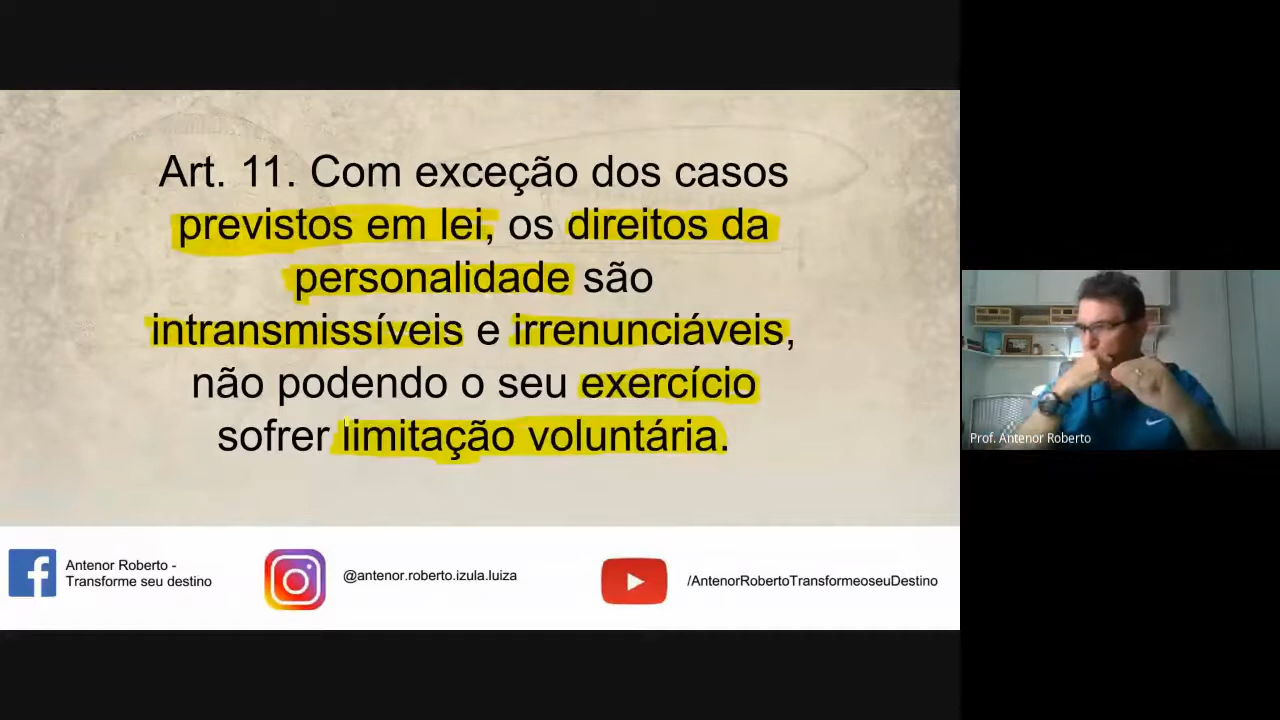 Art. 11. Com exceção dos casos
previstos em lei, os direitos da
personalidade são
intransmissíveis e irrenunciáveis,
não podendo o seu exercício
sofrer limitação voluntária.
Prof. Antenor Roberto
Antenor Roberto -
Transforme seu destino
@antenor.roberto.izula.luiza
/AntenorRobertoTransformeoseuDestino